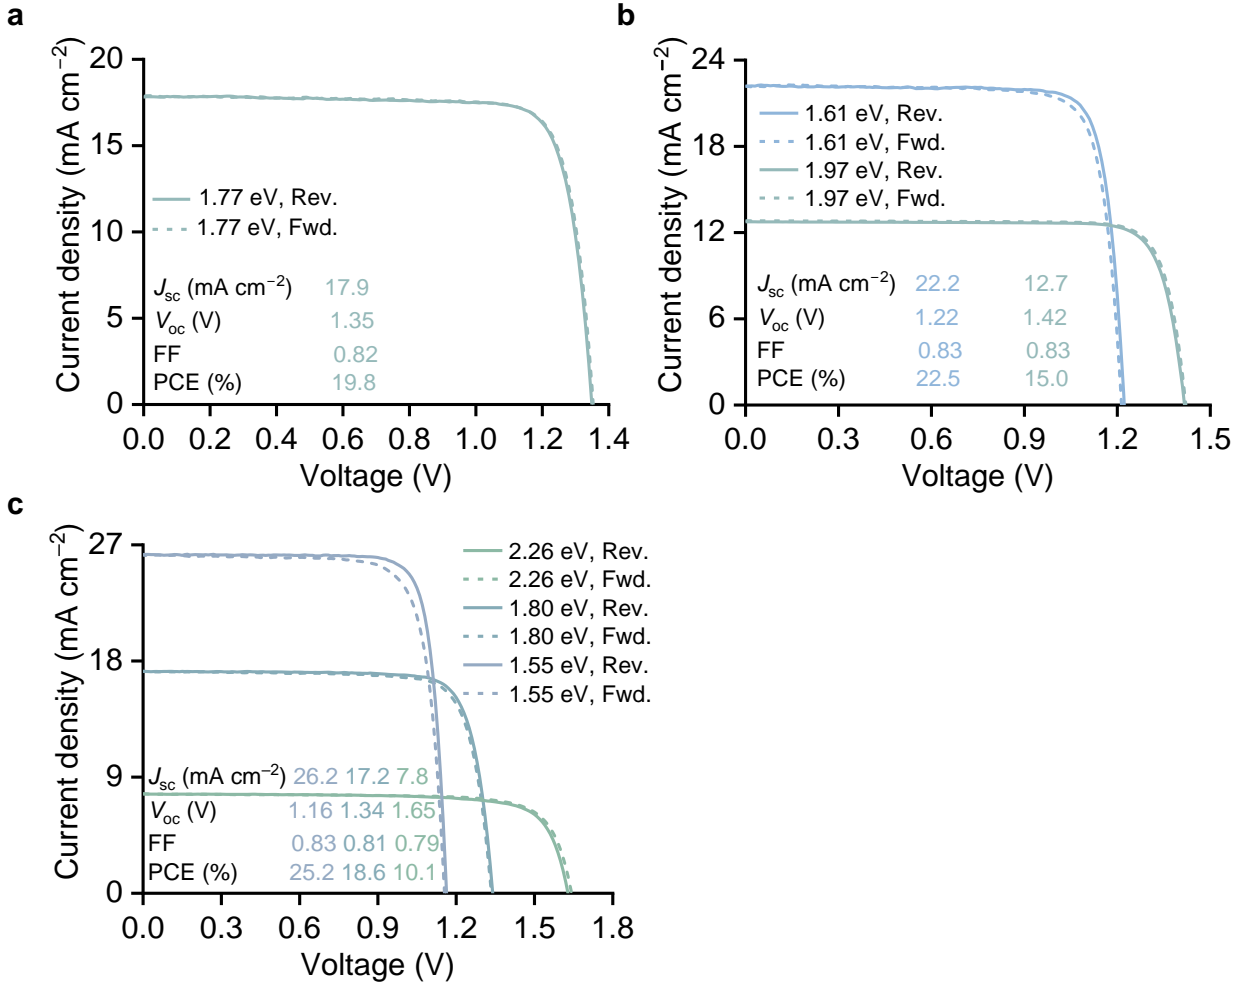 a
Current density (mA cm−2)
20
15
10
5
0
1.77 eV, Rev.
1.77 eV, Fwd.
Jsc (mA cm−2) 17.9
Voc (V) 1.35
FF 0.82
PCE (%) 19.8
0.0 0.2 0.4 0.6 0.8 1.0 1.2 1.4
Voltage (V)
b
Current density (mA cm−2)
24
18
12
6
0
1.61 eV, Rev.
1.61 eV, Fwd.
1.97 eV, Rev.
1.97 eV, Fwd.
Jsc (mA cm−2) 22.2 12.7
Voc (V) 1.22 1.42
FF 0.83 0.83
PCE (%) 22.5 15.0
0.0 0.3 0.6 0.9 1.2 1.5
Voltage (V)
c
Current density (mA cm−2)
27
18
9
0
2.26 eV, Rev.
2.26 eV, Fwd.
1.80 eV, Rev.
1.80 eV, Fwd.
1.55 eV, Rev.
1.55 eV, Fwd.
Jsc (mA cm−2) 26.2 17.2 7.8
Voc (V) 1.16 1.34 1.65
FF 0.83 0.81 0.79
PCE (%) 25.2 18.6 10.1
0.0 0.3 0.6 0.9 1.2 1.5 1.8
Voltage (V)